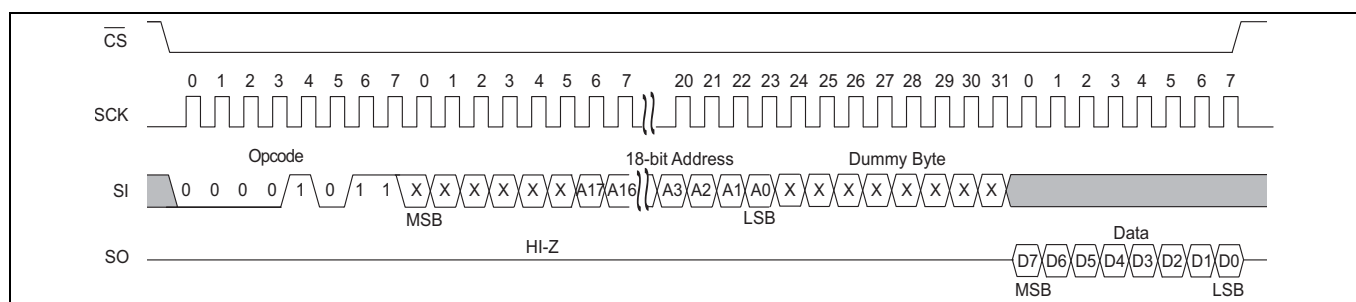 CS
0 1 2 3 4 5 6 7 0 1 2 3 4 5 6 7 20 21 22 23 24 25 26 27 28 29 30 31 0 1 2 3 4 5 6 7
SCK
Opcode 18-bit Address Dummy Byte
SI 0 0 0 0 1 0 1 1 X X X X X X A17 A16 A3 A2 A1 A0 X X X X X X X X
MSB LSB
HI-Z Data
SO D7 D6 D5 D4 D3 D2 D1 D0
MSB LSB